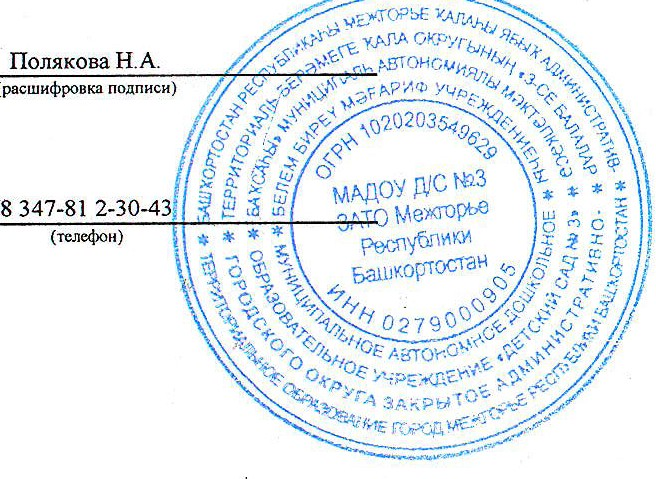 Полякова Н.А.
(расшифровка подписи)
8 347-81 2-30-43
(телефон)
БАШҠОРТОСТАН РЕСПУБЛИКАҺЫ МЕЖГОРЬЕ ҠАЛАҺЫ ЯБЫҠ АДМИНИСТРАТИВ-
ТЕРРИТОРИАЛЬ БЕРӘМЕГЕ ҠАЛА ОКРУГЫНЫҢ «3-СЕ БАЛАЛАР
БАҠСАҺЫ» МУНИЦИПАЛЬ АВТОНОМИЯЛЫ МӘКТӘПКӘСӘ
БЕЛЕМ БИРЕҮ МӘҒАРИФ УЧРЕЖДЕНИЕҺЫ
МУНИЦИПАЛЬНОЕ АВТОНОМНОЕ ДОШКОЛЬНОЕ
ОБРАЗОВАТЕЛЬНОЕ УЧРЕЖДЕНИЕ «ДЕТСКИЙ САД № 3»
ГОРОДСКОГО ОКРУГА ЗАКРЫТОЕ АДМИНИСТРАТИВНО-
ТЕРРИТОРИАЛЬНОЕ ОБРАЗОВАНИЕ ГОРОД МЕЖГОРЬЕ РЕСПУБЛИКИ БАШКОРТОСТАН
ОГРН 1020203549629
МАДОУ Д/С №3
ЗАТО Межгорье
Республики
Башкортостан
ИНН 0279000905